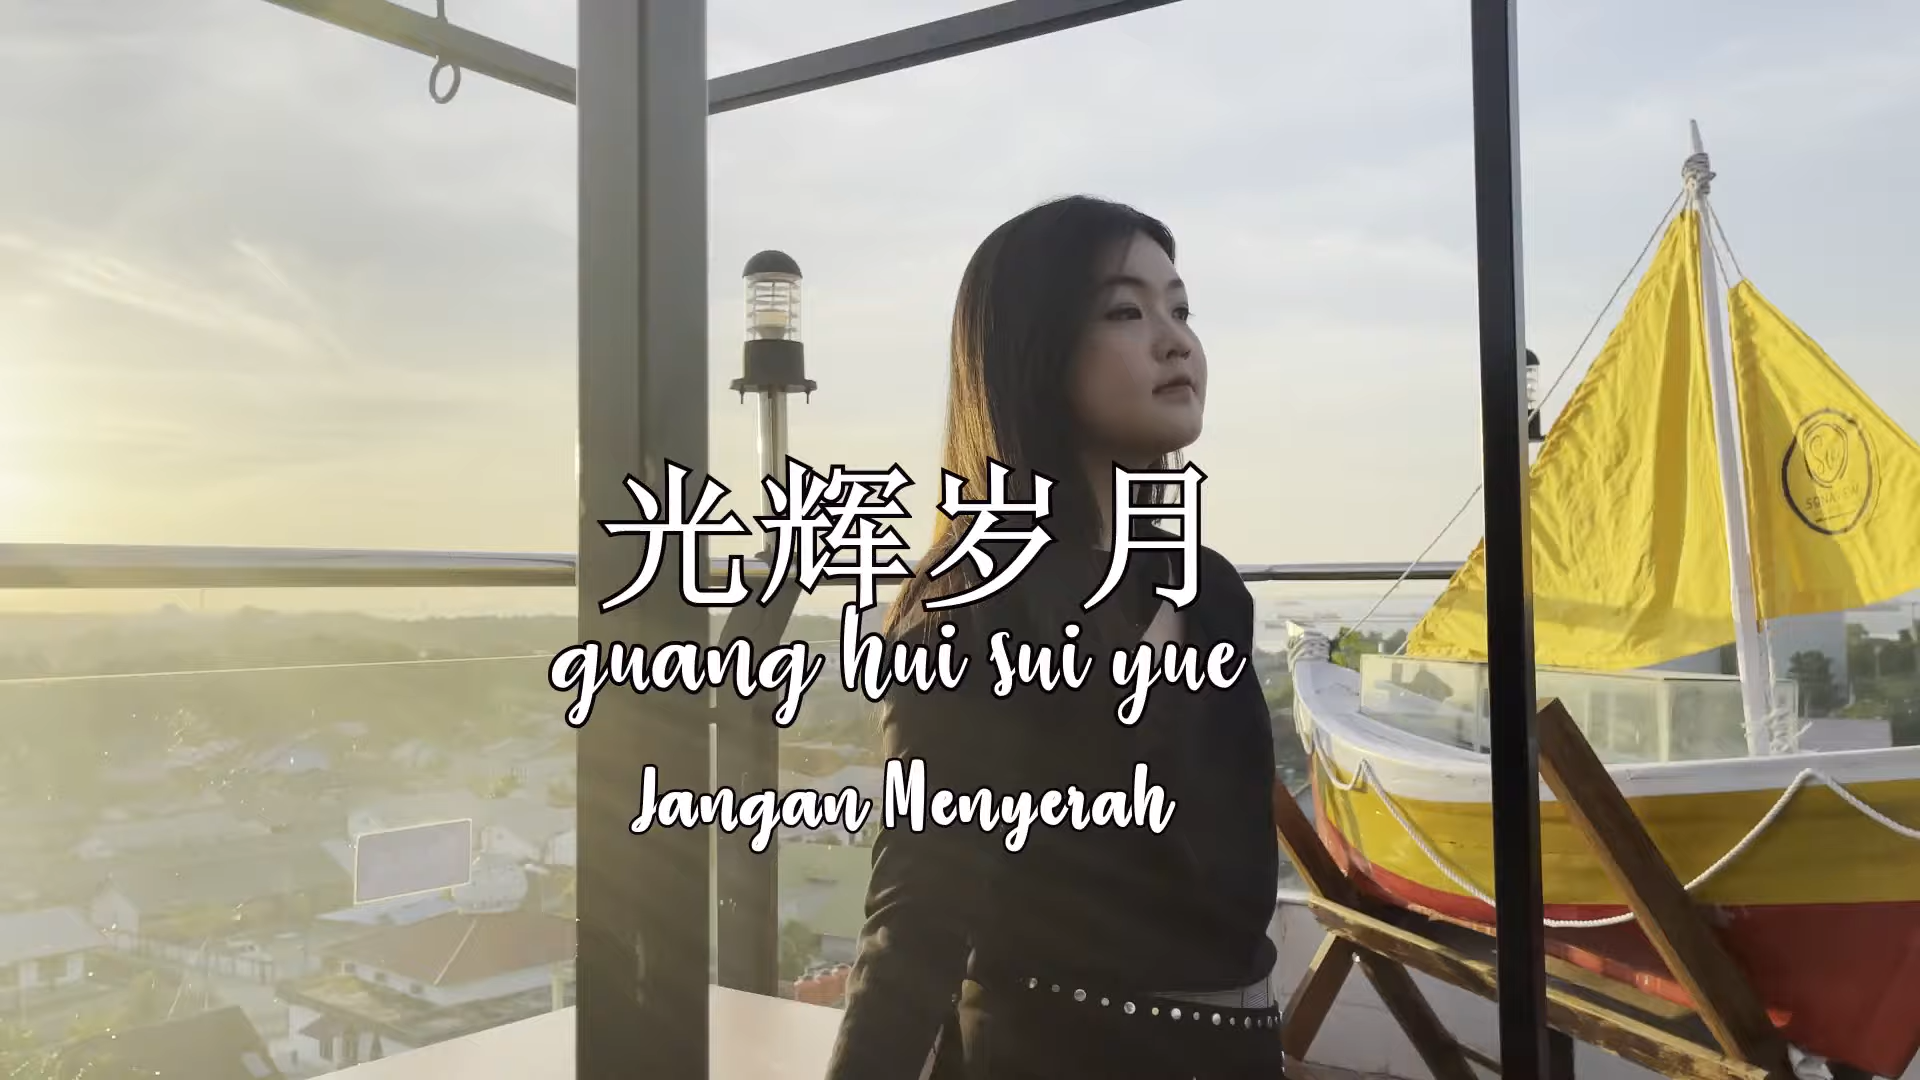 光辉岁月
guang hui sui yue
Jangan Menyerah